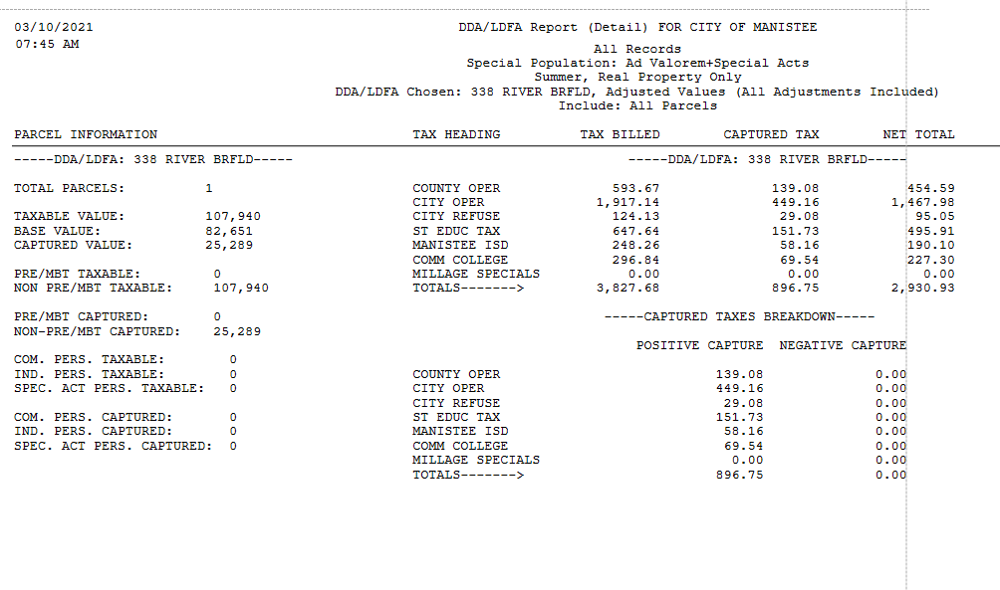 03/10/2021 DDA/LDFA Report (Detail) FOR CITY OF MANISTEE
07:45 AM
All Records
Special Population: Ad Valorem+Special Acts
Summer, Real Property Only
DDA/LDFA Chosen: 338 RIVER BRFLD, Adjusted Values (All Adjustments Included)
Include: All Parcels
PARCEL INFORMATION TAX HEADING TAX BILLED CAPTURED TAX NET TOTAL
-----DDA/LDFA: 338 RIVER BRFLD----- -----DDA/LDFA: 338 RIVER BRFLD-----
TOTAL PARCELS: 1 COUNTY OPER 593.67 139.08 454.59
CITY OPER 1,917.14 449.16 1,467.98
TAXABLE VALUE: 107,940 CITY REFUSE 124.13 29.08 95.05
BASE VALUE: 82,651 ST EDUC TAX 647.64 151.73 495.91
CAPTURED VALUE: 25,289 MANISTEE ISD 248.26 58.16 190.10
COMM COLLEGE 296.84 69.54 227.30
PRE/MBT TAXABLE: 0 MILLAGE SPECIALS 0.00 0.00 0.00
NON PRE/MBT TAXABLE: 107,940 TOTALS-------> 3,827.68 896.75 2,930.93
PRE/MBT CAPTURED: 0 -----CAPTURED TAXES BREAKDOWN-----
NON-PRE/MBT CAPTURED: 25,289
POSITIVE CAPTURE NEGATIVE CAPTURE
COM. PERS. TAXABLE: 0
IND. PERS. TAXABLE: 0 COUNTY OPER 139.08 0.00
SPEC. ACT PERS. TAXABLE: 0 CITY OPER 449.16 0.00
CITY REFUSE 29.08 0.00
COM. PERS. CAPTURED: 0 ST EDUC TAX 151.73 0.00
IND. PERS. CAPTURED: 0 MANISTEE ISD 58.16 0.00
SPEC. ACT PERS. CAPTURED: 0 COMM COLLEGE 69.54 0.00
MILLAGE SPECIALS 0.00 0.00
TOTALS-------> 896.75 0.00